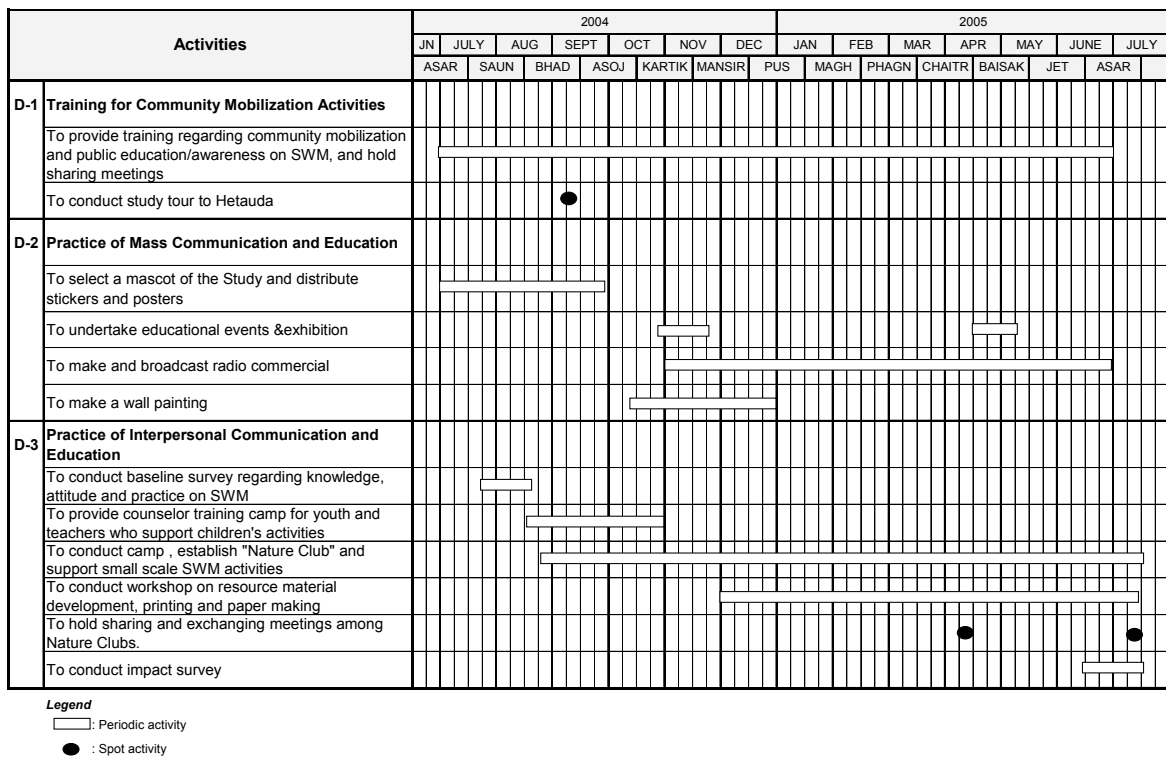 Activities
2004 2005
JN JULY AUG SEPT OCT NOV DEC JAN FEB MAR APR MAY JUNE JULY
ASAR SAUN BHAD ASOJ KARTIK MANSIR PUS MAGH PHAGN CHAITR BAISAK JET ASAR
D-1 Training for Community Mobilization Activities
To provide training regarding community mobilization
and public education/awareness on SWM, and hold
sharing meetings
To conduct study tour to Hetauda
D-2 Practice of Mass Communication and Education
To select a mascot of the Study and distribute
stickers and posters
To undertake educational events &exhibition
To make and broadcast radio commercial
To make a wall painting
D-3 Practice of Interpersonal Communication and
Education
To conduct baseline survey regarding knowledge,
attitude and practice on SWM
To provide counselor training camp for youth and
teachers who support children's activities
To conduct camp , establish "Nature Club" and
support small scale SWM activities
To conduct workshop on resource material
development, printing and paper making
To hold sharing and exchanging meetings among
Nature Clubs.
To conduct impact survey
Legend
: Periodic activity
: Spot activity